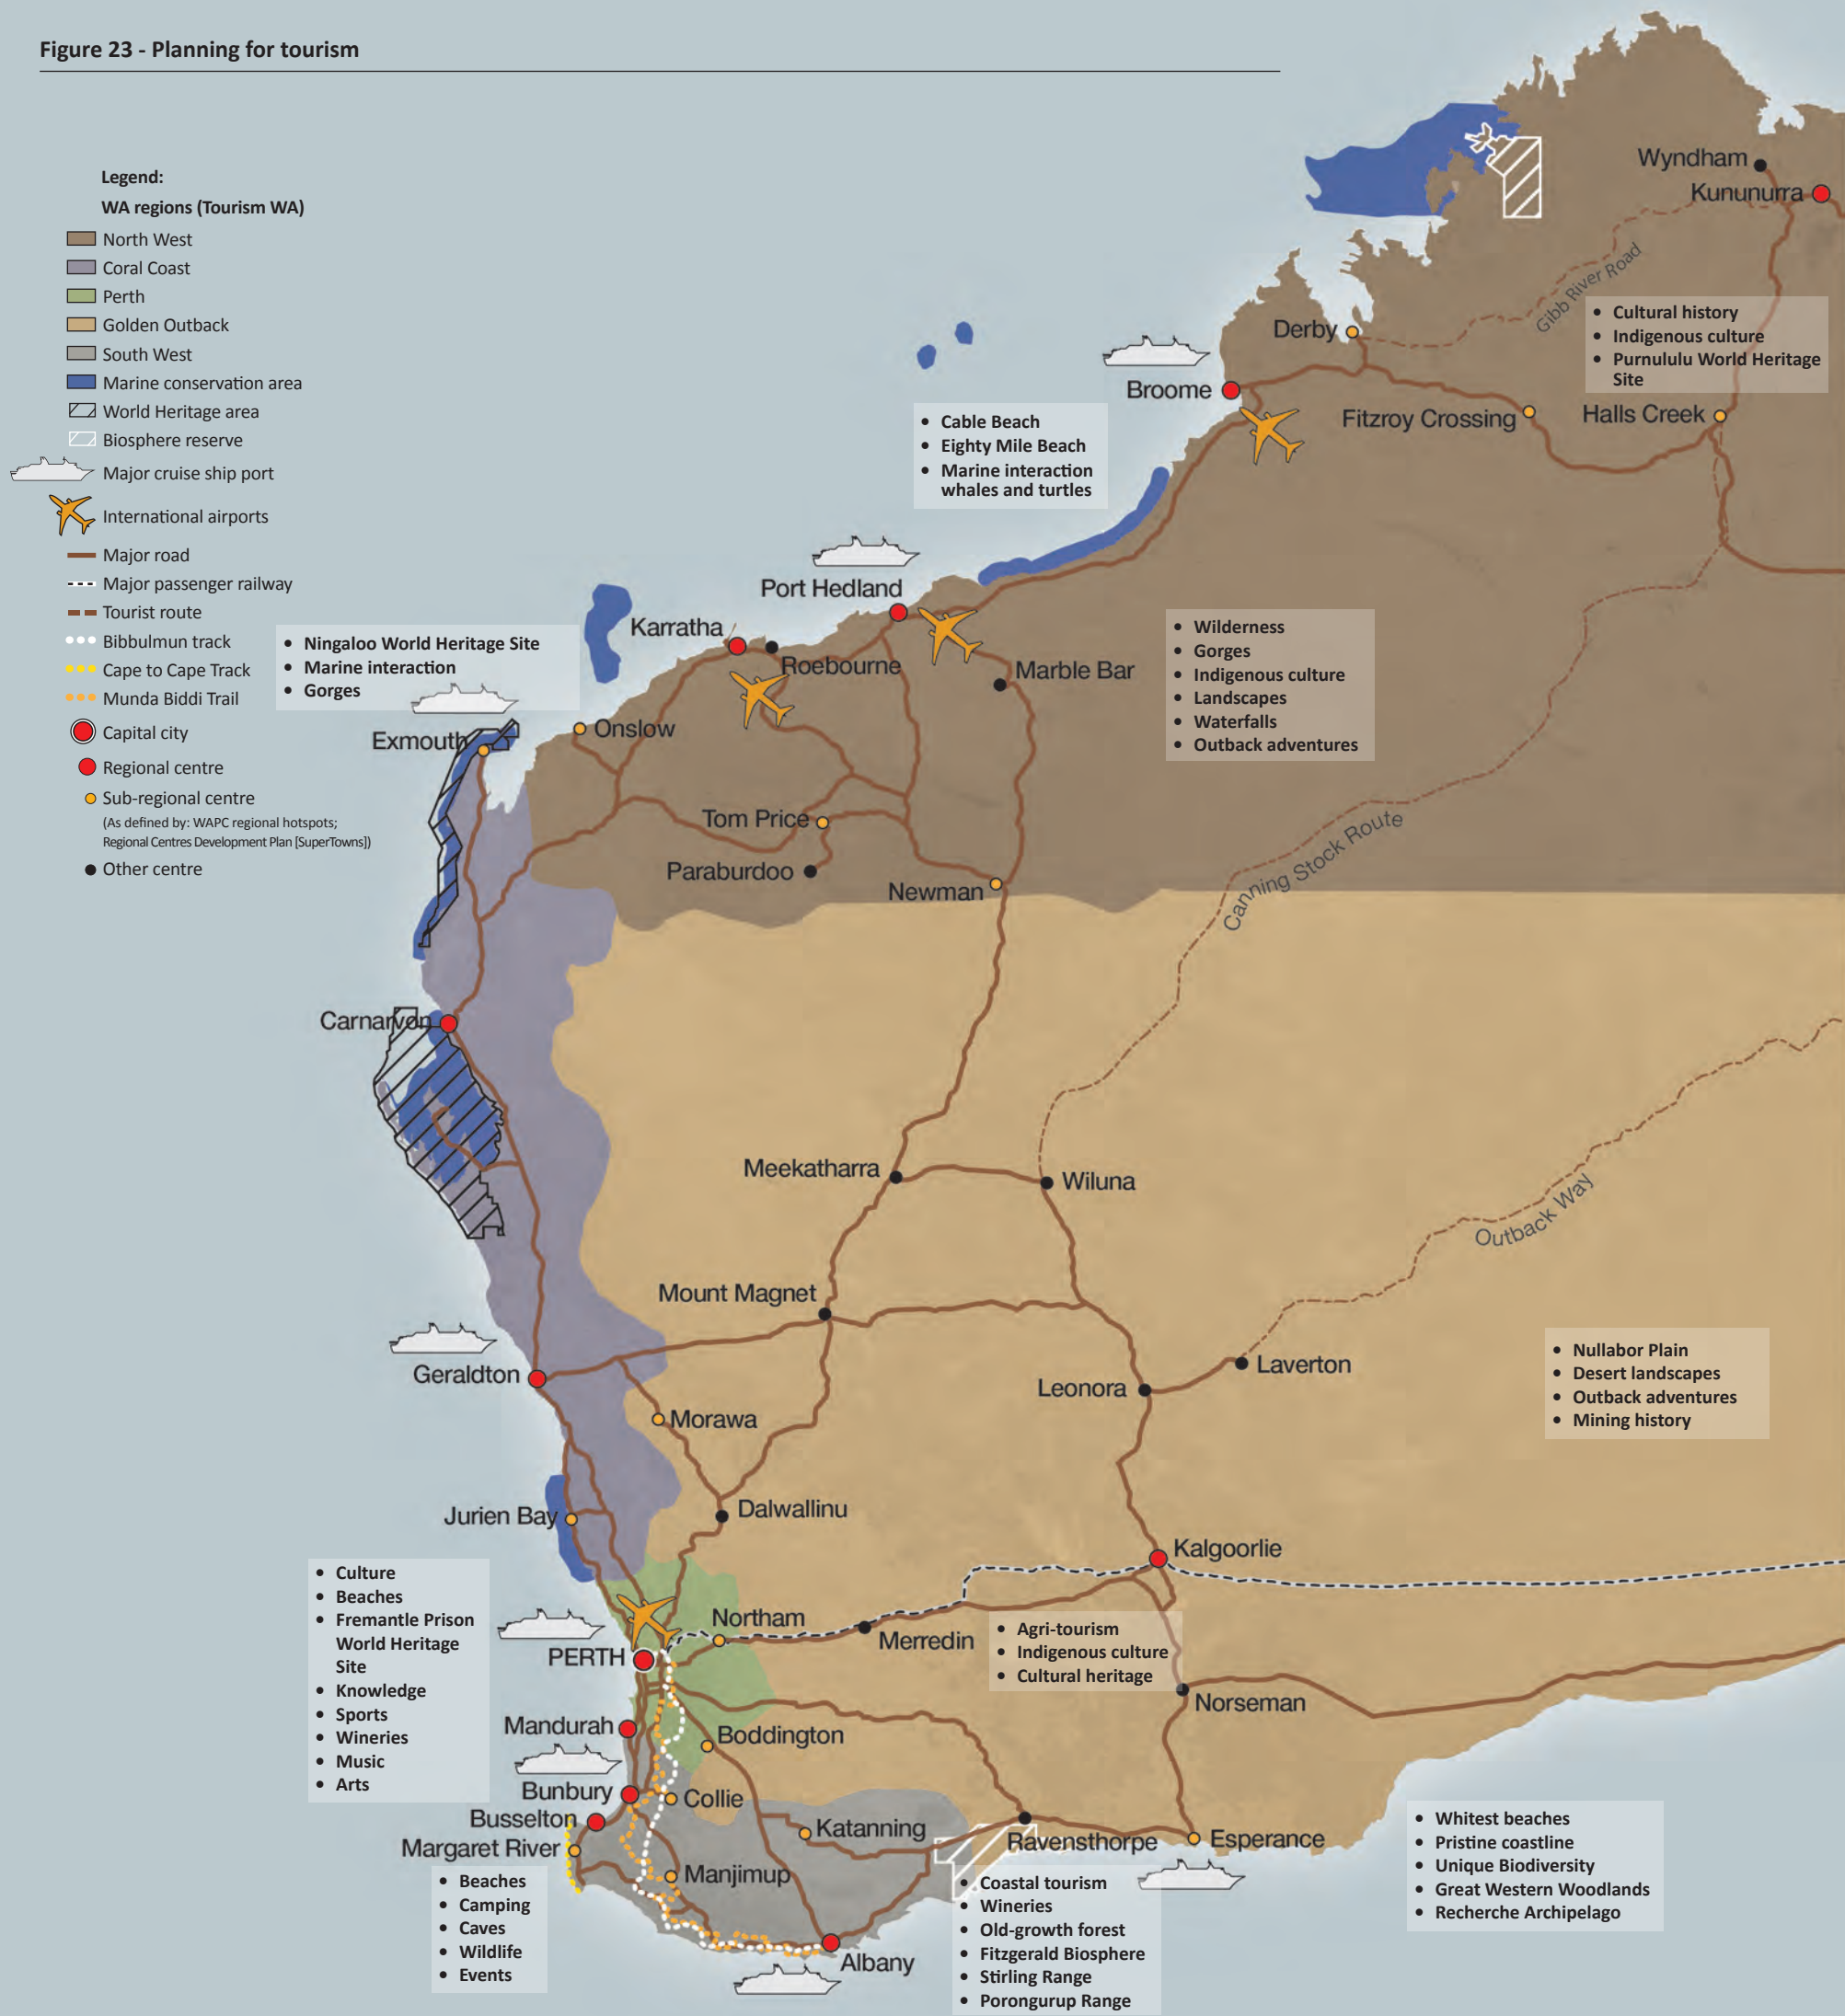 Figure 23 - Planning for tourism
Legend:
WA regions (Tourism WA)
North West
Coral Coast
Perth
Golden Outback
South West
Marine conservation area
World Heritage area
Biosphere reserve
Major cruise ship port
International airports
Major road
Major passenger railway
Tourist route
Bibbulmun track
Cape to Cape Track
Munda Biddi Trail
Capital city
Regional centre
Sub-regional centre
(As defined by: WAPC regional hotspots;
Regional Centres Development Plan [SuperTowns])
Other centre
Wyndham
Kununurra
Gibb River Road
• Cultural history
• Indigenous culture
• Purnululu World Heritage
Site
Derby
Broome
Fitzroy Crossing
Halls Creek
• Cable Beach
• Eighty Mile Beach
• Marine interaction
whales and turtles
Port Hedland
Karratha
Roebourne
Marble Bar
• Wilderness
• Gorges
• Indigenous culture
• Landscapes
• Waterfalls
• Outback adventures
• Ningaloo World Heritage Site
• Marine interaction
• Gorges
Exmouth
Onslow
Tom Price
Paraburdoo
Newman
Canning Stock Route
Carnarvon
Meekatharra
Wiluna
Outback Way
Mount Magnet
Geraldton
Laverton
Leonora
Morawa
• Nullabor Plain
• Desert landscapes
• Outback adventures
• Mining history
Jurien Bay
Dalwallinu
Kalgoorlie
• Culture
• Beaches
• Fremantle Prison
World Heritage
Site
• Knowledge
• Sports
• Wineries
• Music
• Arts
Northam
Merredin
PERTH
• Agri-tourism
• Indigenous culture
• Cultural heritage
Norseman
Mandurah
Boddington
Bunbury
Collie
Busselton
Katanning
Margaret River
Ravensthorpe
Esperance
Manjimup
• Beaches
• Camping
• Caves
• Wildlife
• Events
Albany
• Coastal tourism
• Wineries
• Old-growth forest
• Fitzgerald Biosphere
• Stirling Range
• Porongurup Range
• Whitest beaches
• Pristine coastline
• Unique Biodiversity
• Great Western Woodlands
• Recherche Archipelago